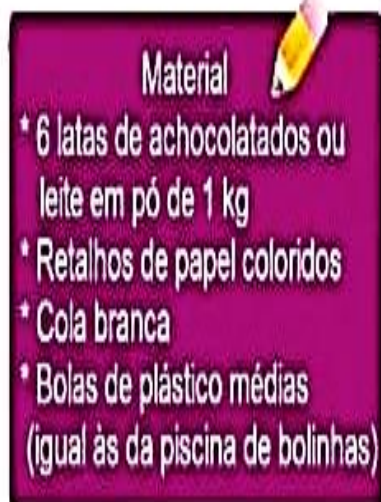 Material
* 6 latas de achocolatados ou
leite em pó de 1 kg
* Retalhos de papel coloridos
* Cola branca
* Bolas de plástico médias
(igual às da piscina de bolinhas)